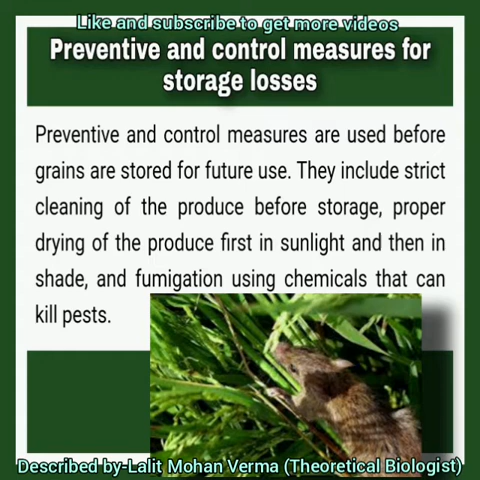 Like and subscribe to get more videos
Preventive and control measures for
storage losses
Preventive and control measures are used before
grains are stored for future use. They include strict
cleaning of the produce before storage, proper
drying of the produce first in sunlight and then in
shade, and fumigation using chemicals that can
kill pests.
Described by-Lalit Mohan Verma (Theoretical Biologist)